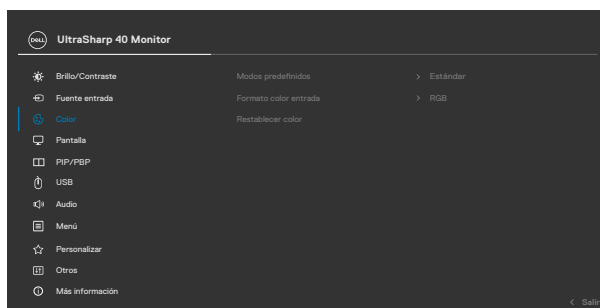 DELL UltraSharp 40 Monitor
Brillo/Contraste Modos predefinidos > Estándar
Fuente entrada Formato color entrada > RGB
Color Restablecer color
Pantalla
PIP/PBP
USB
Audio
Menú
Personalizar
Otros
Más información
< Salir